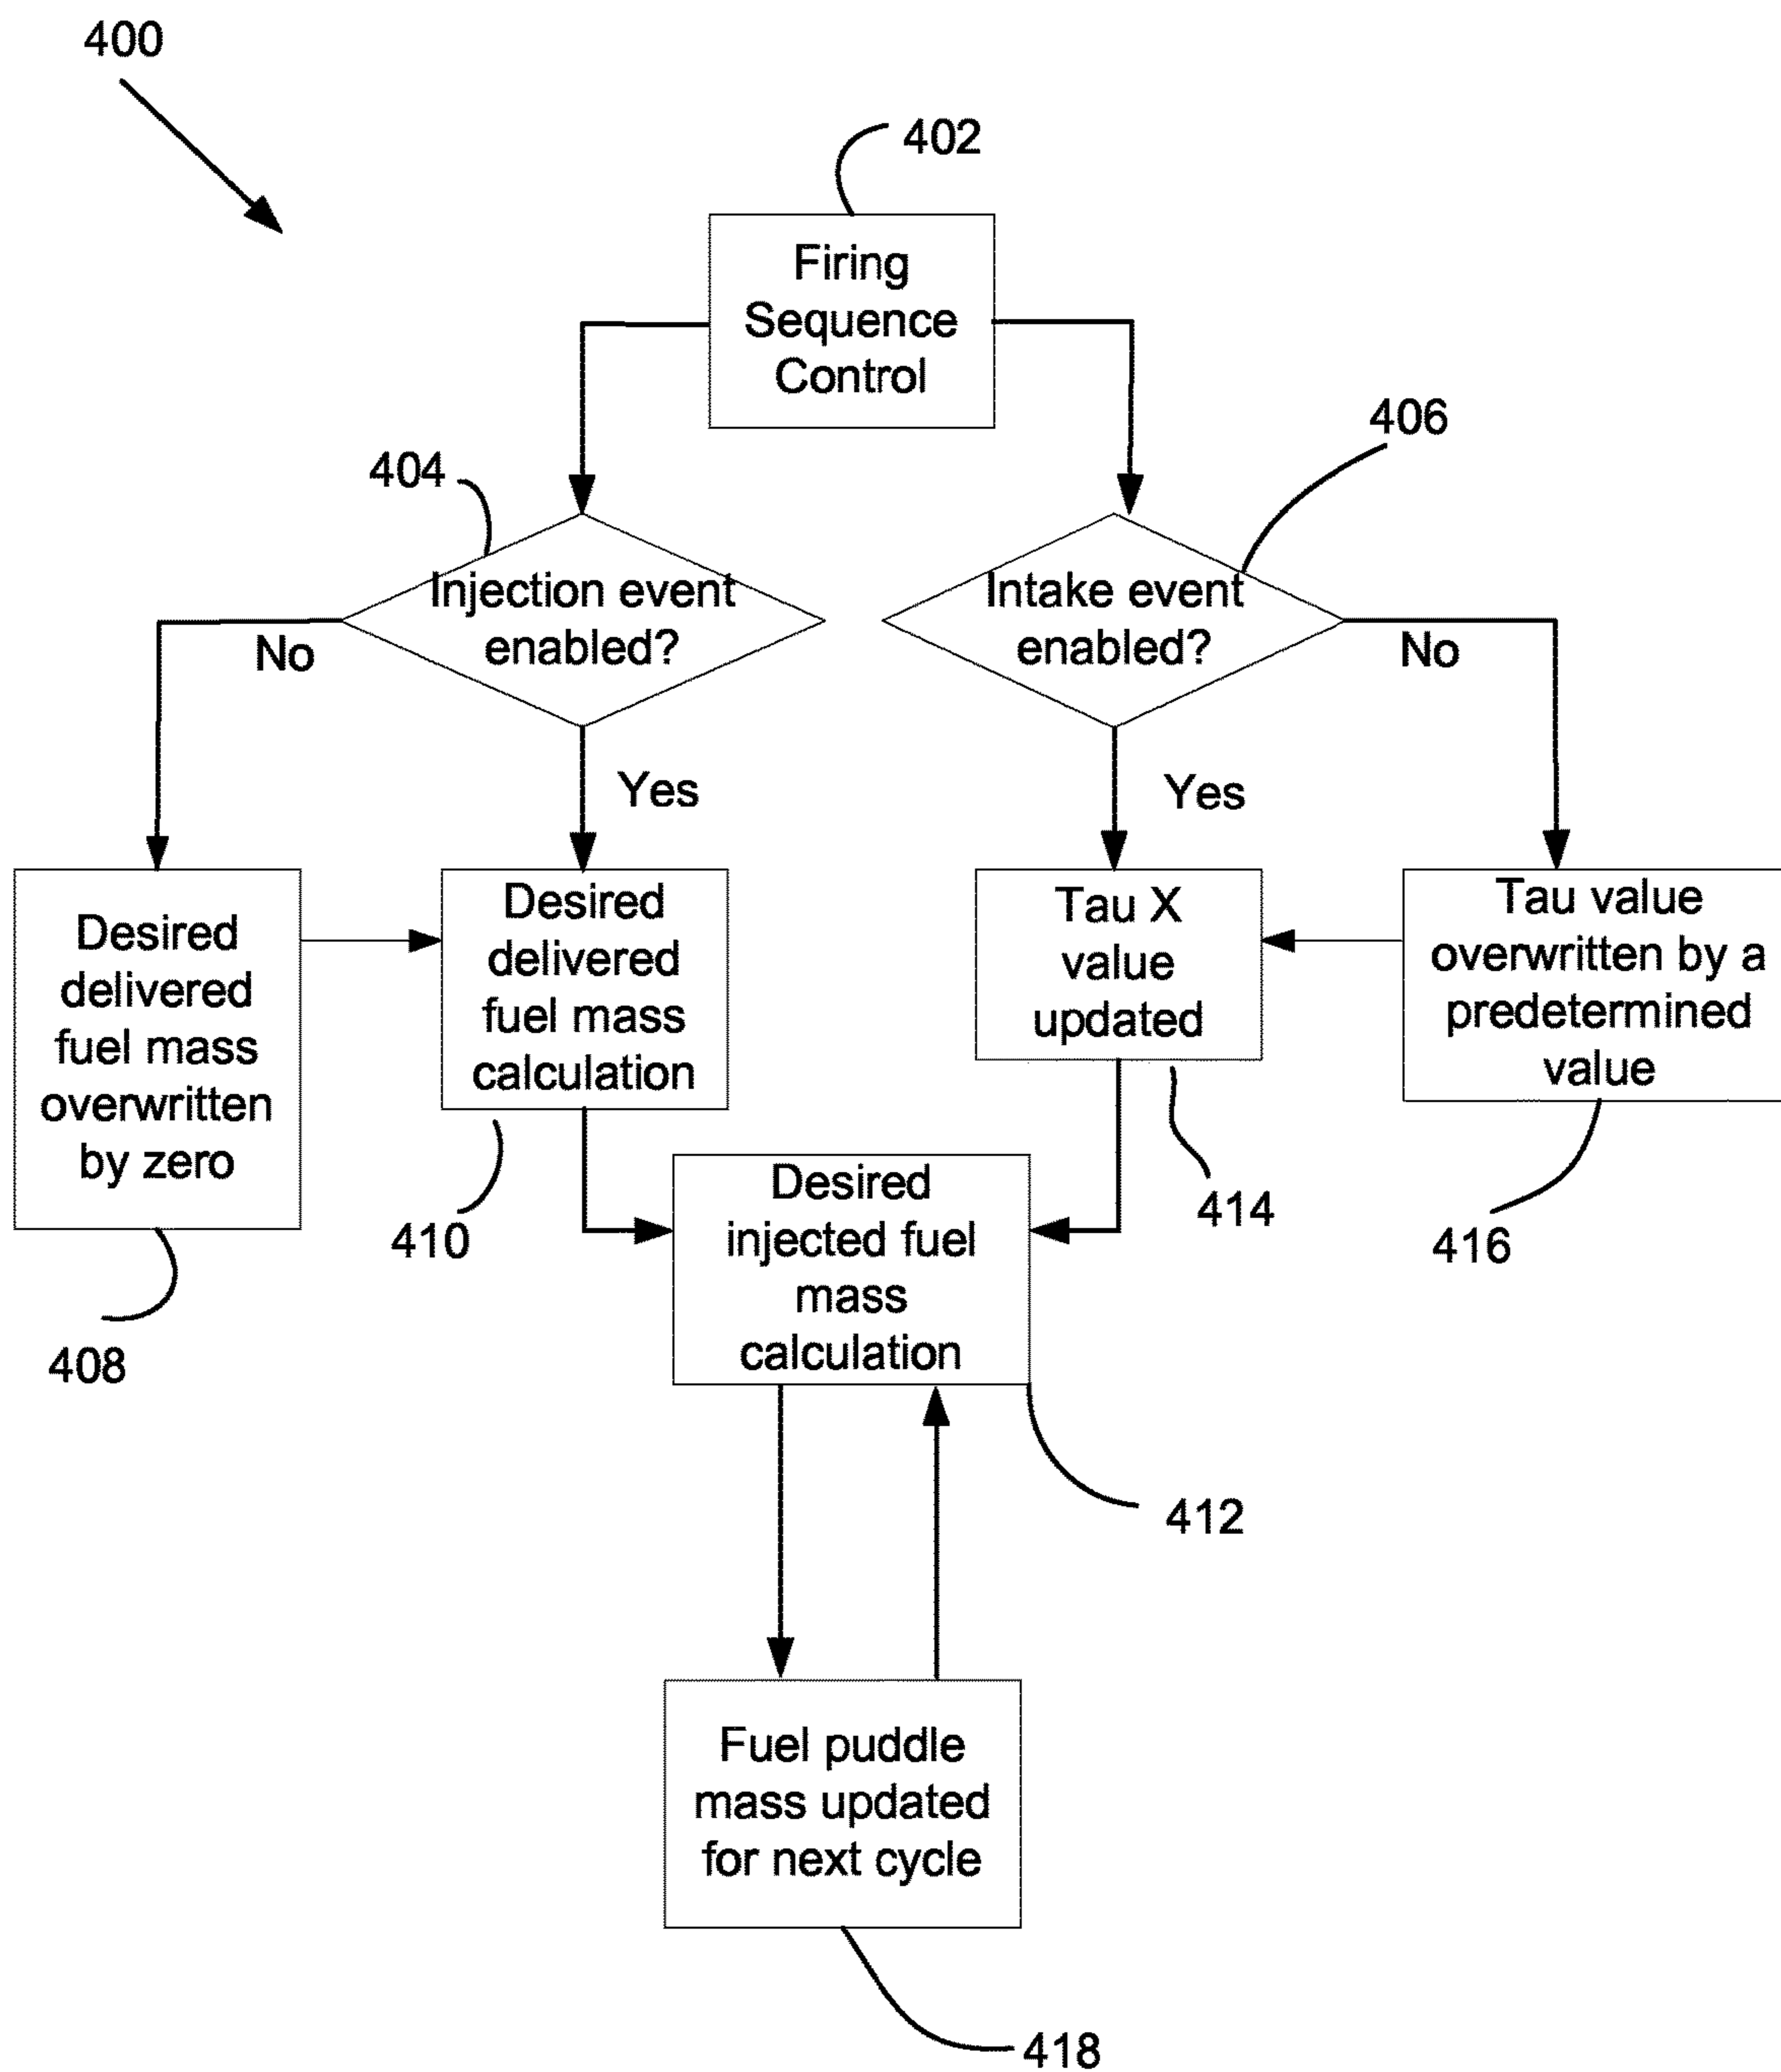 400
402
Firing
Sequence
Control
404
406
Injection event
enabled?
Intake event
enabled?
No
No
Yes
Yes
Desired
delivered
fuel mass
overwritten
by zero
Desired
delivered
fuel mass
calculation
Tau X
value
updated
Tau value
overwritten by a
predetermined
value
408
410
414
416
Desired
injected fuel
mass
calculation
412
Fuel puddle
mass updated
for next cycle
418